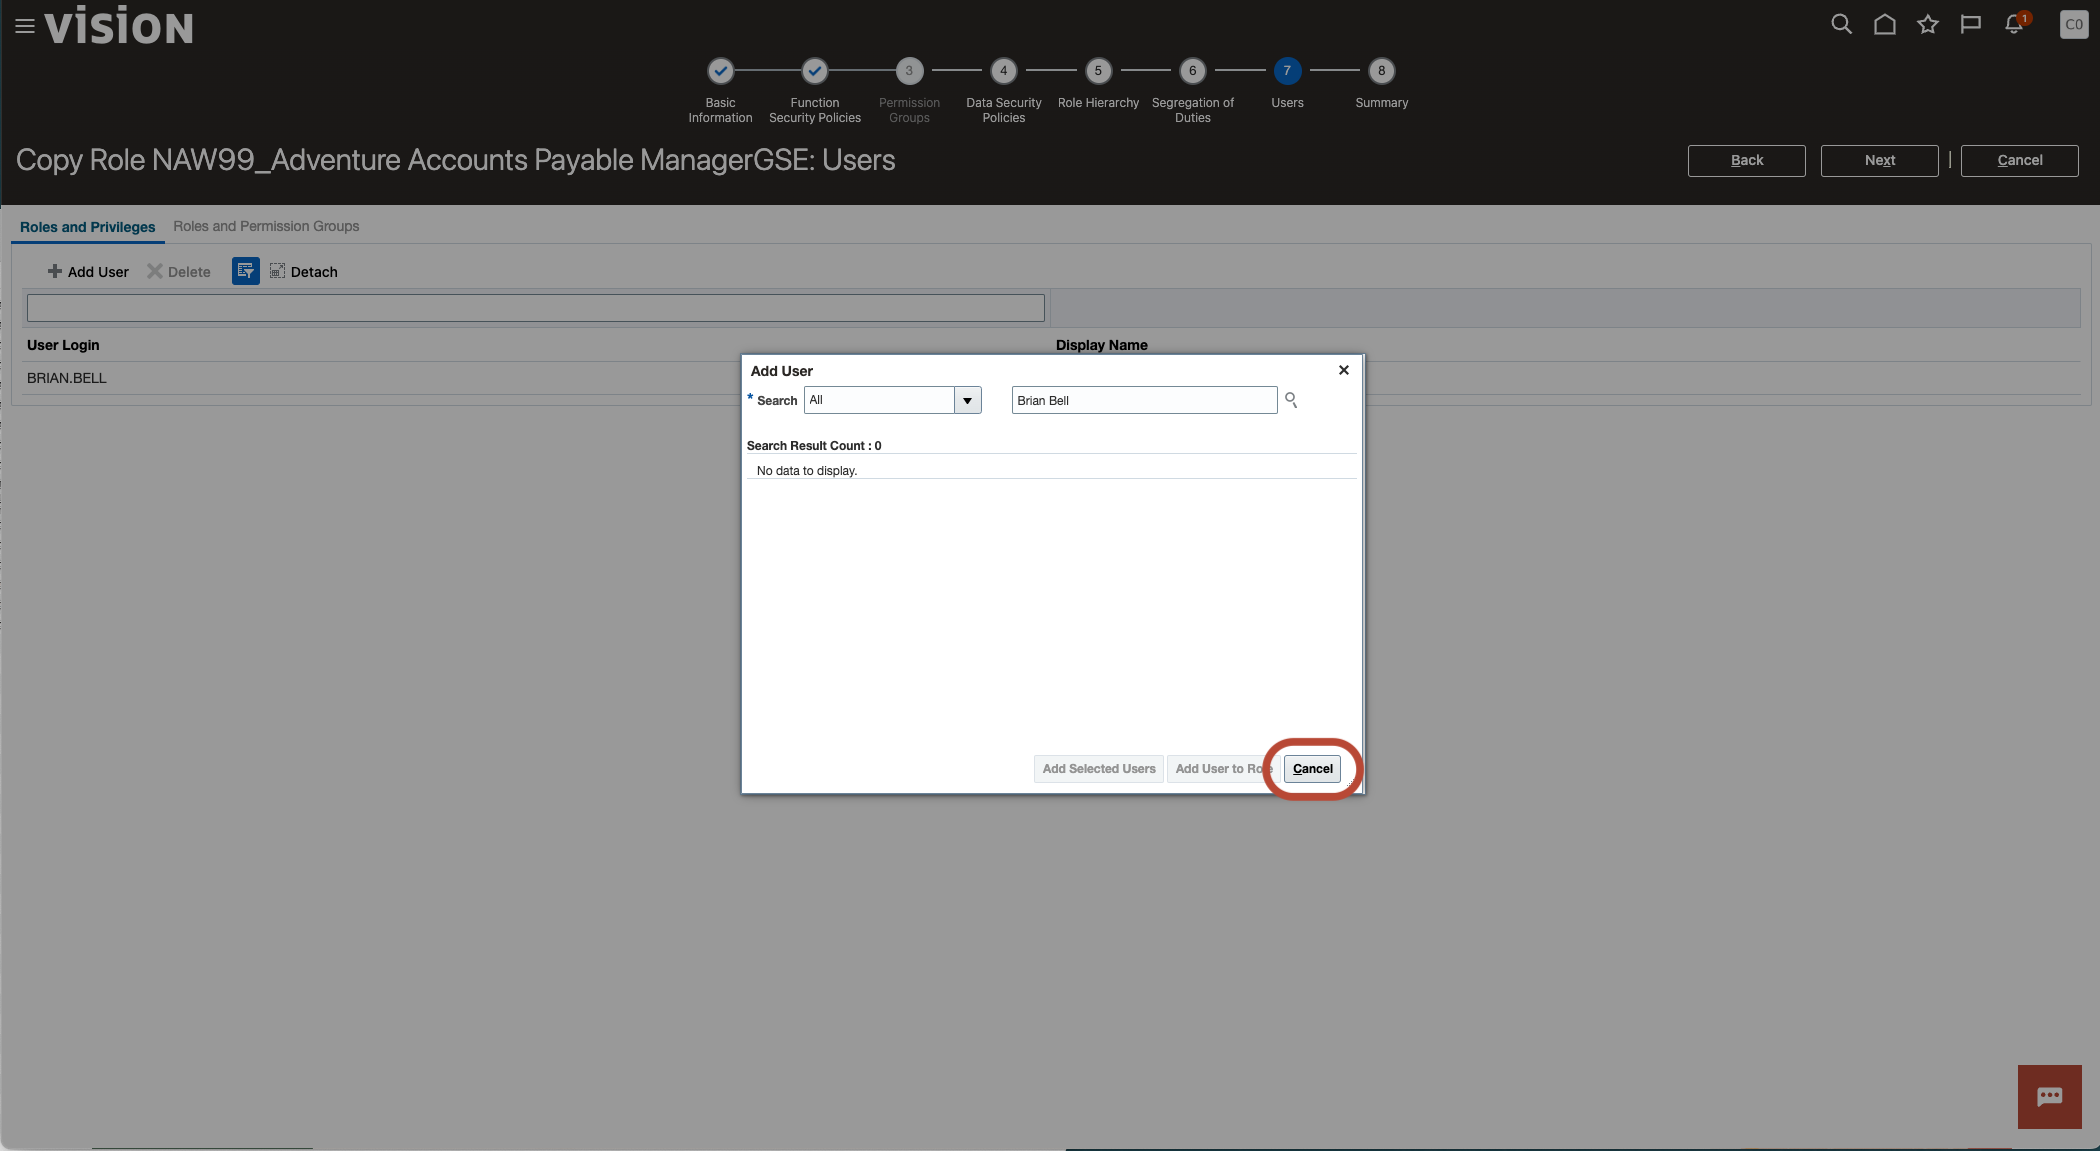 vision
1
CO
3
4
5
6
7
8
Basic Information
Function Security Policies
Permission Groups
Data Security Policies
Role Hierarchy
Segregation of Duties
Users
Summary
Copy Role NAW99_Adventure Accounts Payable ManagerGSE: Users
Back
Next
Cancel
Roles and Privileges
Roles and Permission Groups
Add User
Delete
Detach
User Login
Display Name
BRIAN.BELL
Add User
* Search
All
Brian Bell
Search Result Count : 0
No data to display.
Add Selected Users
Add User to Role
Cancel